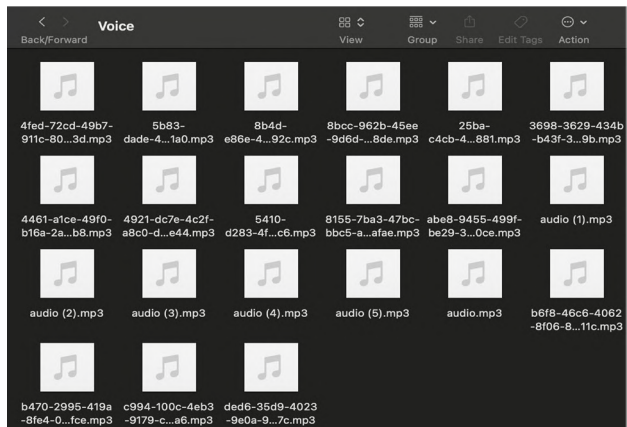 Voice
Back/Forward
View
Group
Share
Edit Tags
Action
4fed-72cd-49b7-
911c-80...3d.mp3
5b83-
dade-4...1a0.mp3
8b4d-
e86e-4...92c.mp3
8bcc-962b-45ee
-9d6d-...8de.mp3
25ba-
c4cb-4...881.mp3
3698-3629-434b
-b43f-3...9b.mp3
4461-a1ce-49f0-
b16a-2a...b8.mp3
4921-dc7e-4c2f-
a8c0-d...e44.mp3
5410-
d283-4f...c6.mp3
8155-7ba3-47bc-
bbc5-a...afae.mp3
abe8-9455-499f-
be29-3...0ce.mp3
audio (1).mp3
audio (2).mp3
audio (3).mp3
audio (4).mp3
audio (5).mp3
audio.mp3
b6f8-46c6-4062
-8f06-8...11c.mp3
b470-2995-419a
-8fe4-0...fce.mp3
c994-100c-4eb3
-9179-c...a6.mp3
ded6-35d9-4023
-9e0a-9...7c.mp3